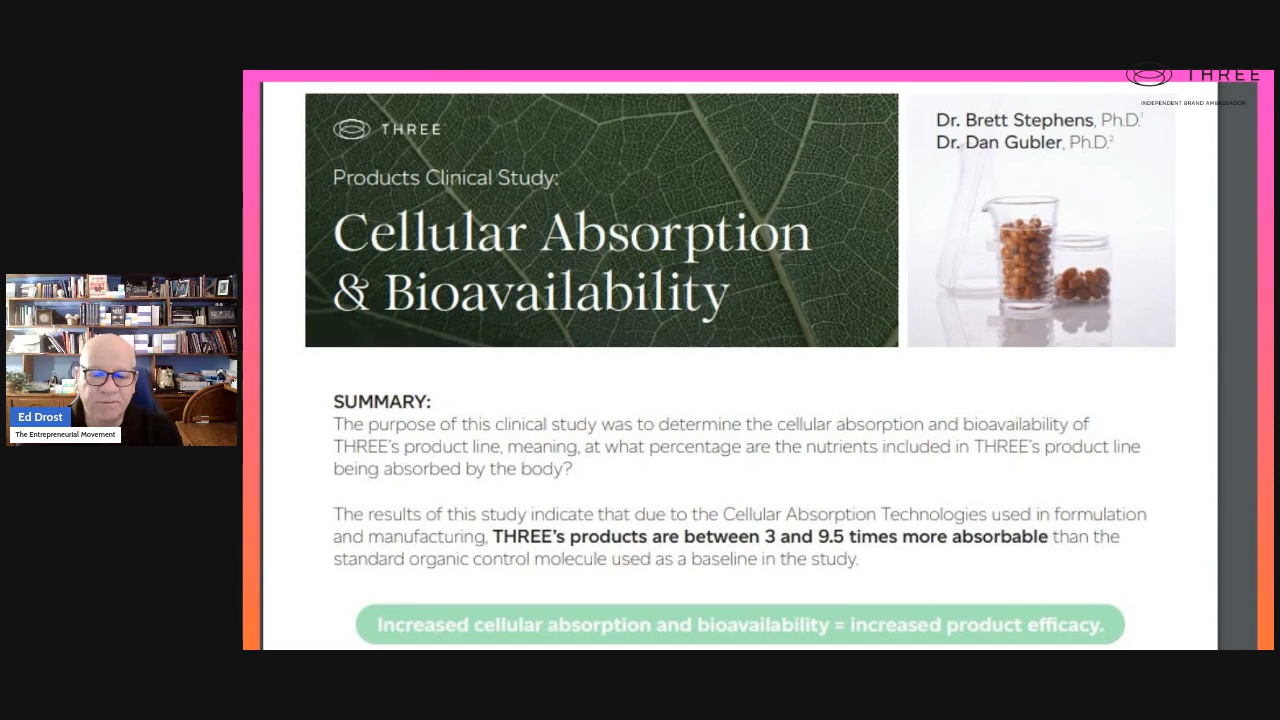 THREE
INDEPENDENT BRAND AMBASSADOR
THREE
Products Clinical Study:
Cellular Absorption
& Bioavailability
Dr. Brett Stephens, Ph.D.¹
Dr. Dan Gubler, Ph.D.²
SUMMARY:
The purpose of this clinical study was to determine the cellular absorption and bioavailability of
THREE's product line, meaning, at what percentage are the nutrients included in THREE's product line
being absorbed by the body?
The results of this study indicate that due to the Cellular Absorption Technologies used in formulation
and manufacturing, THREE's products are between 3 and 9.5 times more absorbable than the
standard organic control molecule used as a baseline in the study.
Increased cellular absorption and bioavailability = increased product efficacy.
Ed Drost
The Entrepreneurial Movement